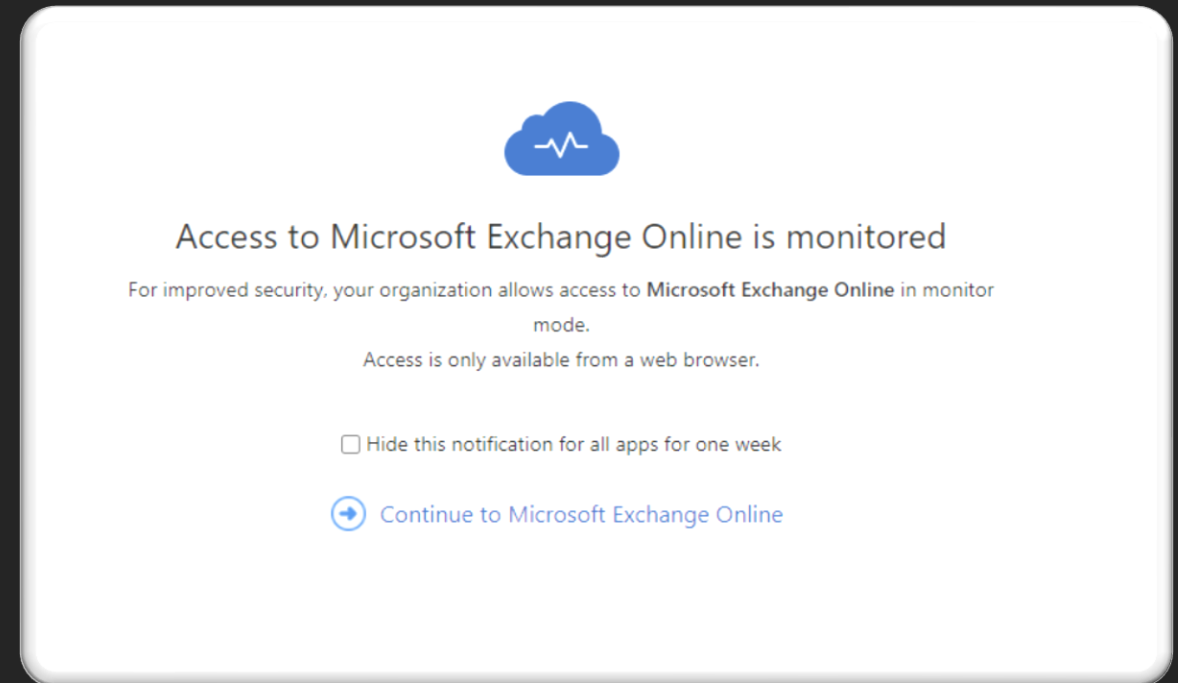 Access to Microsoft Exchange Online is monitored
For improved security, your organization allows access to Microsoft Exchange Online in monitor
mode.
Access is only available from a web browser.
Hide this notification for all apps for one week
Continue to Microsoft Exchange Online